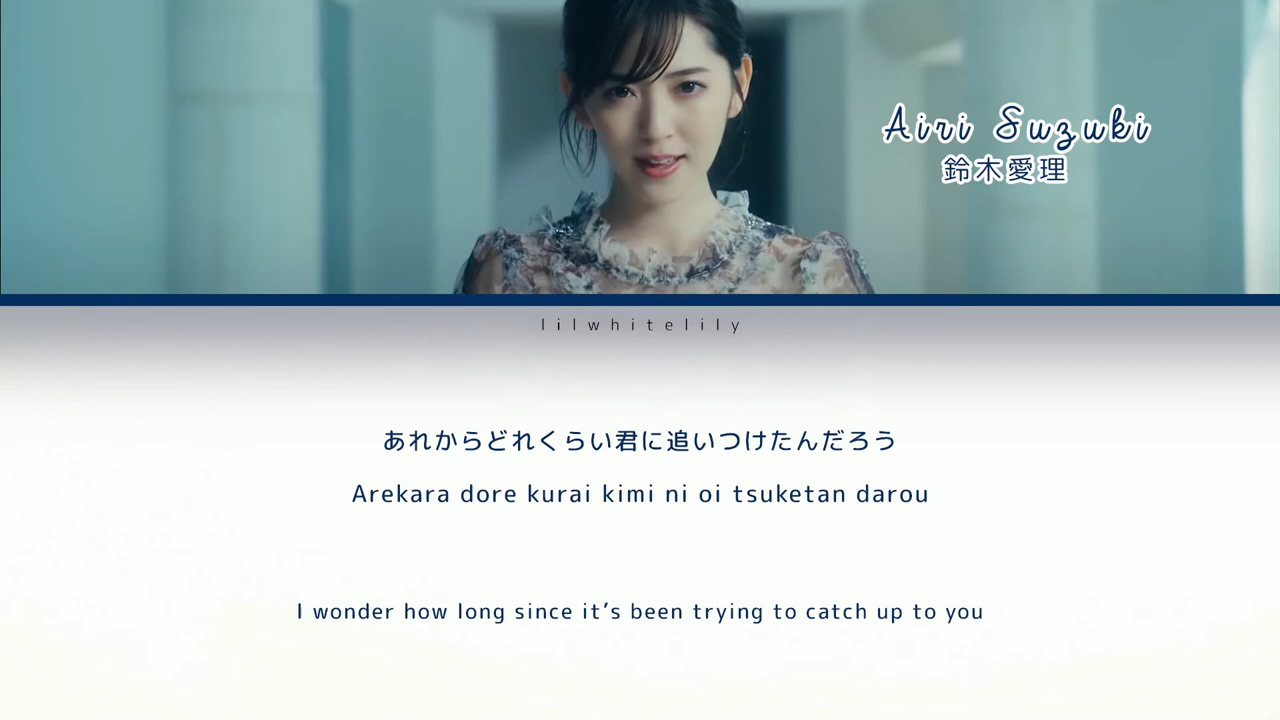 Airi Suzuki
鈴木愛理
lilwhitelily
あれからどれくらい君に追いつけたんだろう
Arekara dore kurai kimi ni oi tsuketan darou
I wonder how long since it's been trying to catch up to you